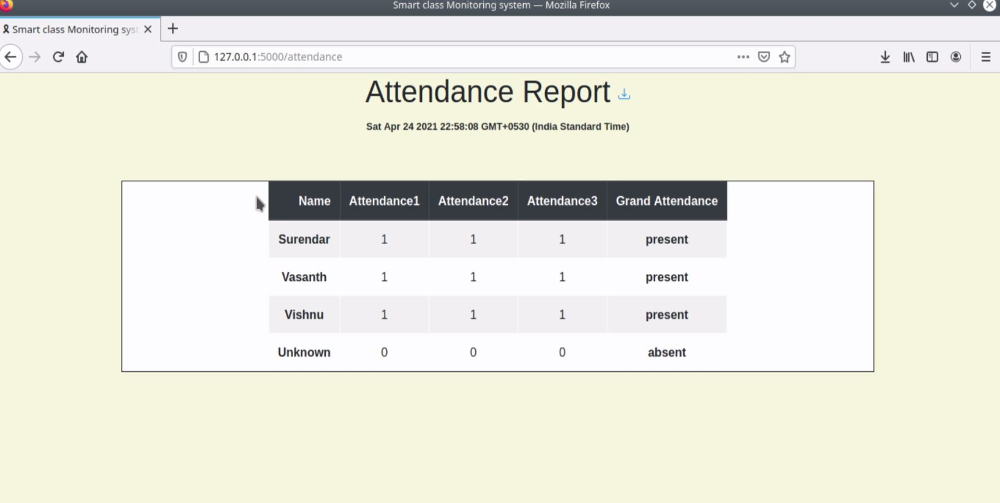 Smart class Monitoring system — Mozilla Firefox
Smart class Monitoring syst
127.0.0.1:5000/attendance
Attendance Report
Sat Apr 24 2021 22:58:08 GMT+0530 (India Standard Time)
Name Attendance1 Attendance2 Attendance3 Grand Attendance
Surendar 1 1 1 present
Vasanth 1 1 1 present
Vishnu 1 1 1 present
Unknown 0 0 0 absent